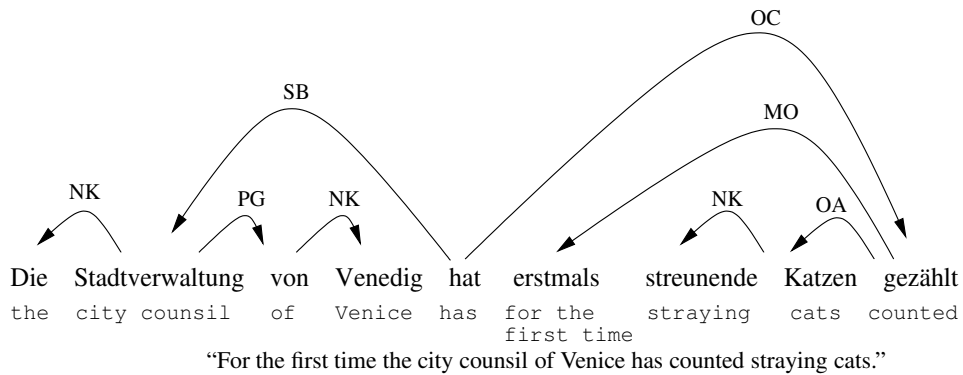 OC
SB
MO
NK PG NK NK OA
Die Stadtverwaltung von Venedig hat erstmals streunende Katzen gezählt
the city counsil of Venice has for the straying cats counted
first time
“For the first time the city counsil of Venice has counted straying cats.”